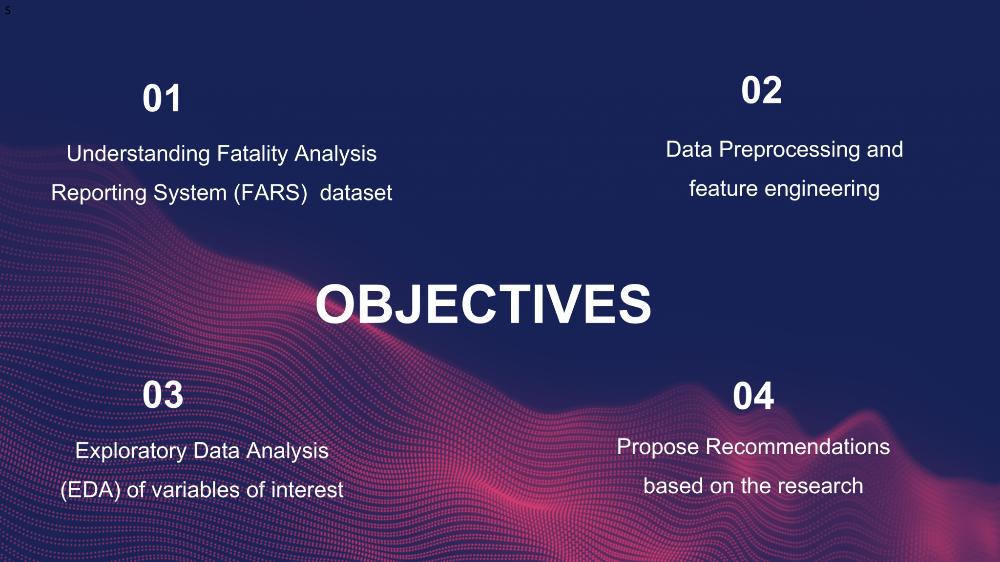 S
01
Understanding Fatality Analysis
Reporting System (FARS)  dataset
02
Data Preprocessing and
feature engineering
OBJECTIVES
03
Exploratory Data Analysis
(EDA) of variables of interest
04
Propose Recommendations
based on the research